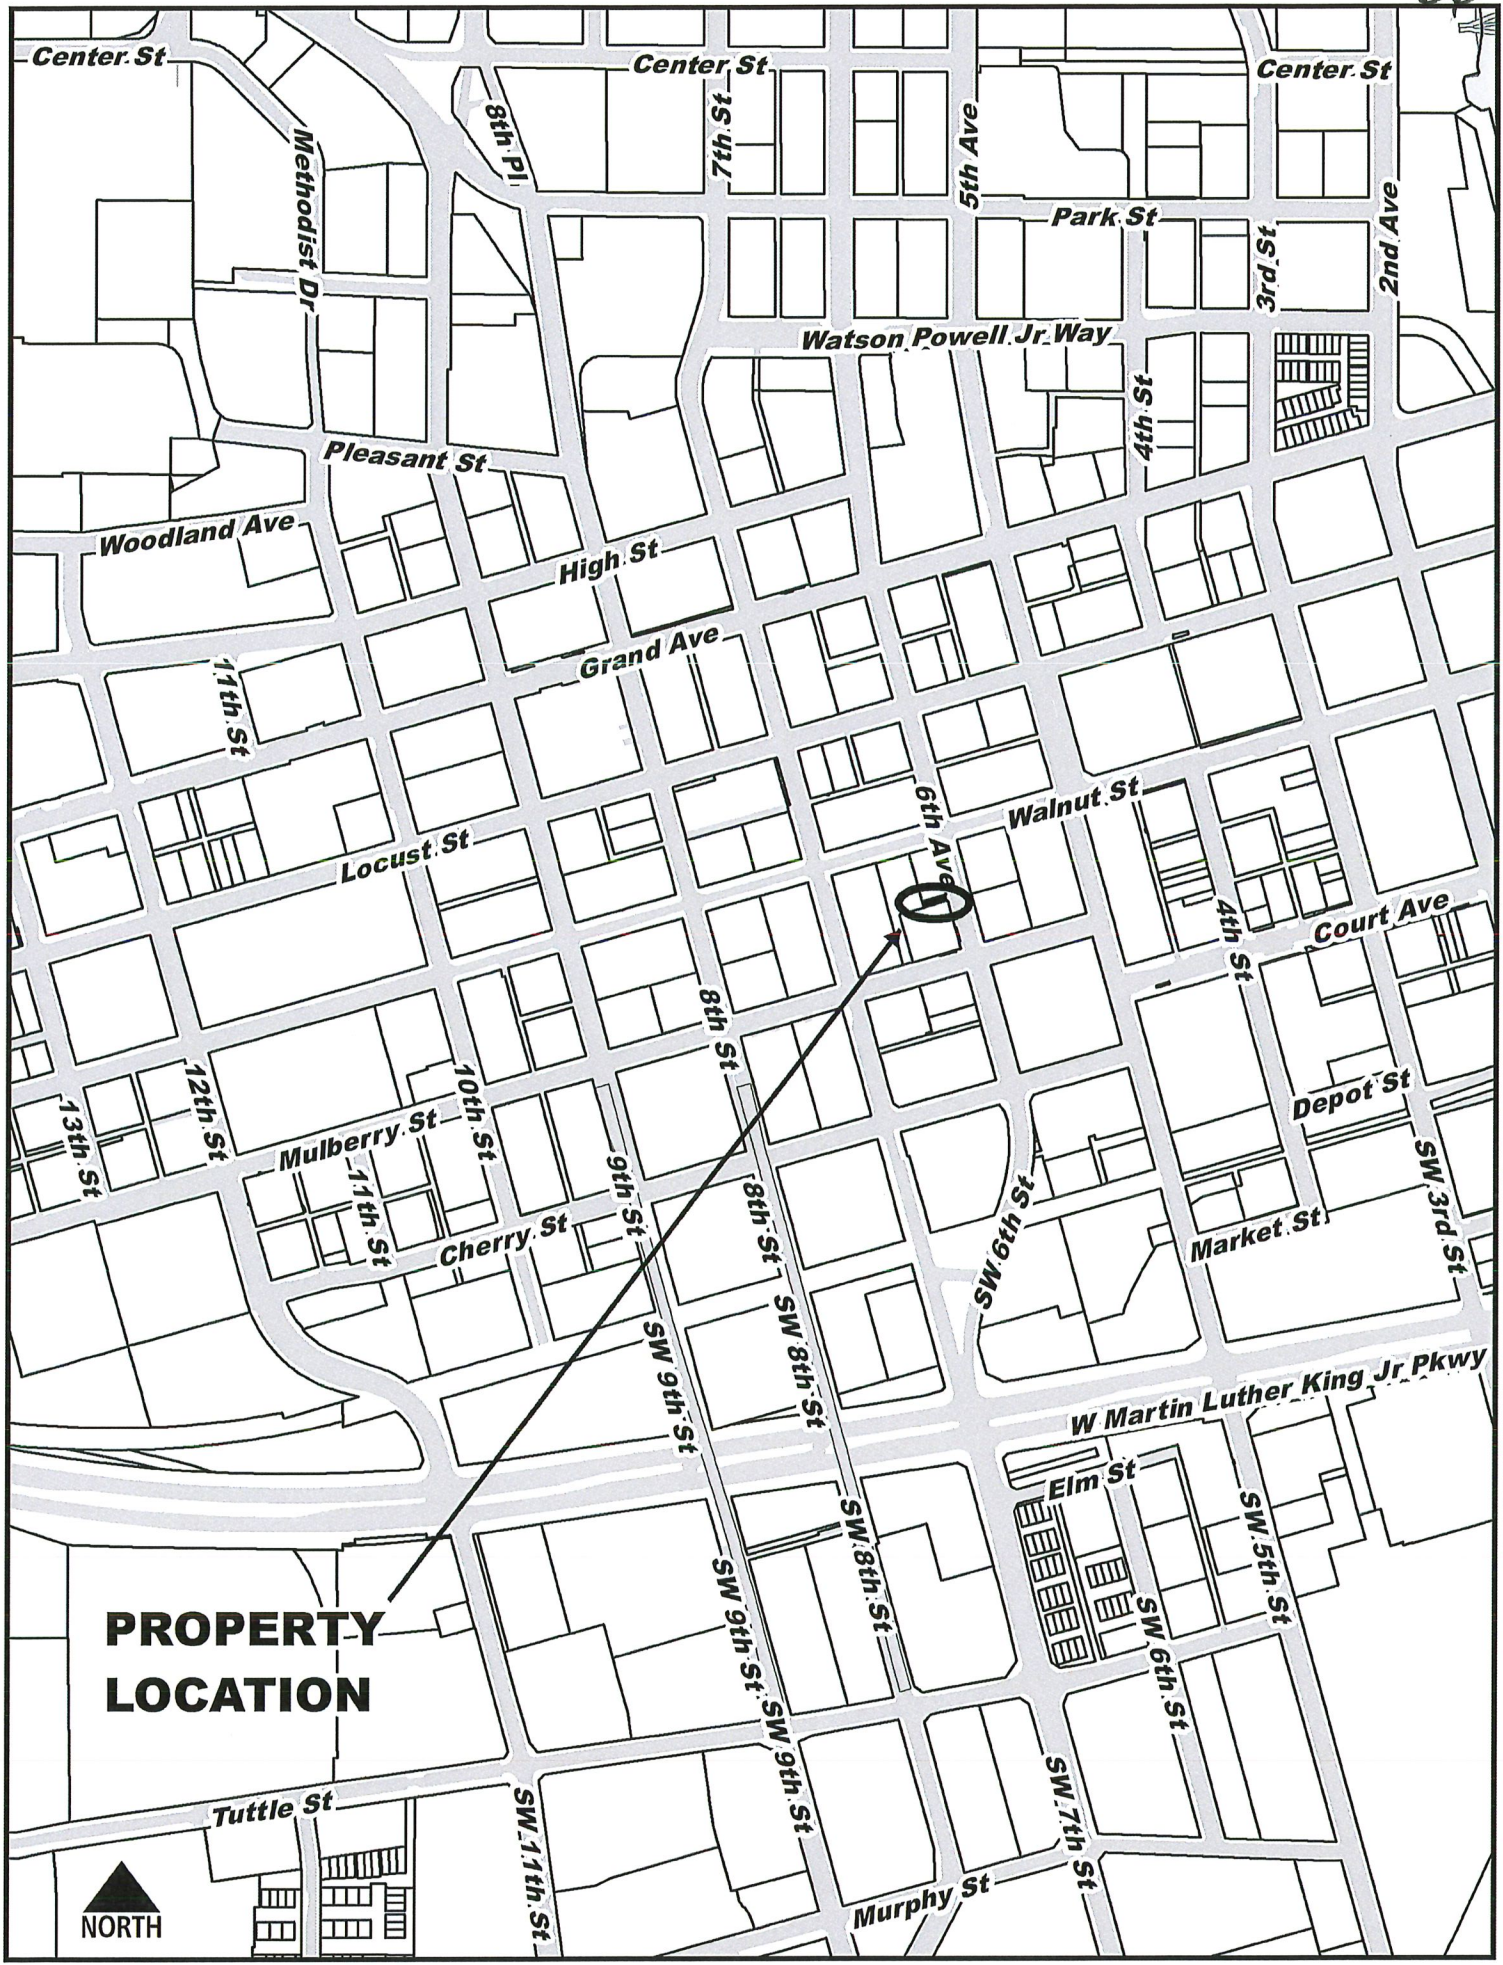 Center St
Center St
Center St
8th Pl
7th St
5th Ave
Methodist Dr
Park St
2nd Ave
3rd St
Watson Powell Jr Way
4th St
Pleasant St
Woodland Ave
High St
Grand Ave
11th St
6th Ave
Walnut St
Locust St
4th St
Court Ave
8th St
12th St
10th St
13th St
Depot St
Mulberry St
11th St
9th St
8th St
SW 3rd St
Cherry St
SW 6th St
Market St
SW 9th St
SW 8th St
W Martin Luther King Jr Pkwy
Elm St
SW 8th St
SW 5th St
SW 9th St
SW 6th St
PROPERTY
LOCATION
SW 9th St
SW 7th St
Tuttle St
SW 11th St
Murphy St
NORTH